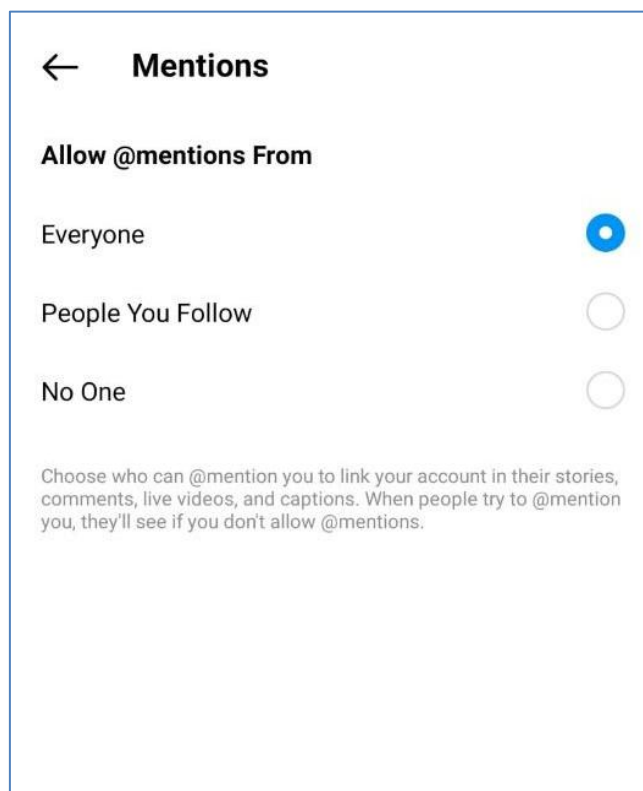 Mentions
Allow @mentions From
Everyone
People You Follow
No One
Choose who can @mention you to link your account in their stories,
comments, live videos, and captions. When people try to @mention
you, they'll see if you don't allow @mentions.